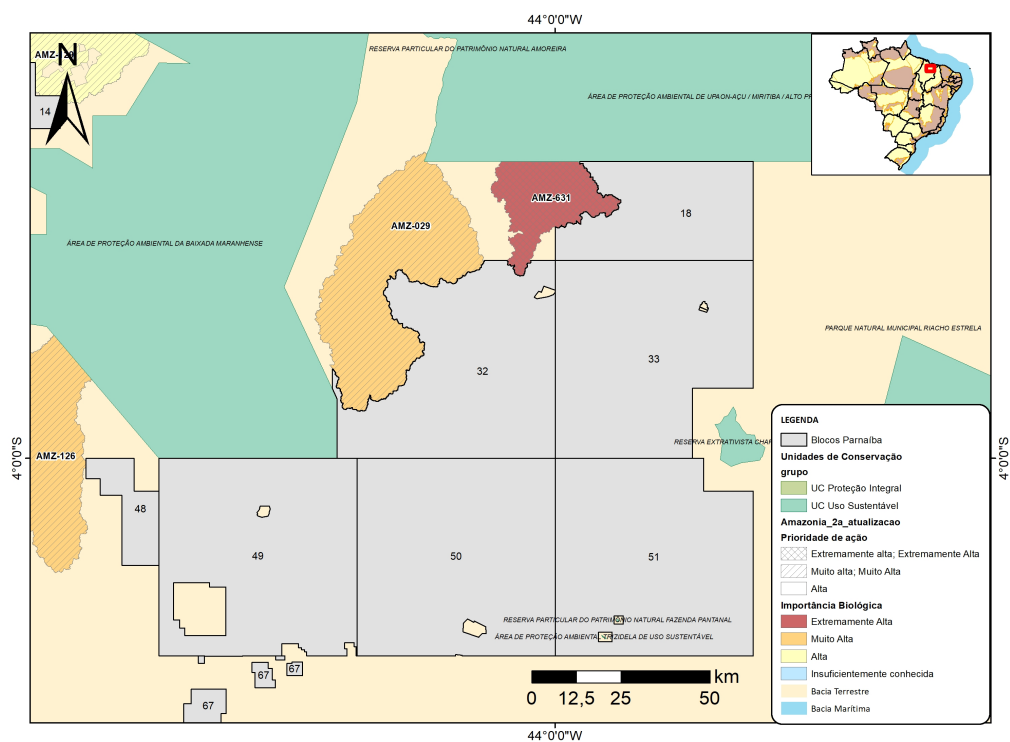 44°0'0"W
AMZ-129
N
RESERVA PARTICULAR DO PATRIMÔNIO NATURAL AMOREIRA
ÁREA DE PROTEÇÃO AMBIENTAL DE UPAON-AÇU / MIRITIBA / ALTO PR
14
AMZ-631
AMZ-029
18
ÁREA DE PROTEÇÃO AMBIENTAL DA BAIXADA MARANHENSE
PARQUE NATURAL MUNICIPAL RIACHO ESTRELA
33
32
RESERVA EXTRATIVISTA CHAP
4°0'0"S
4°0'0"S
AMZ-126
48
49
50
51
RESERVA PARTICULAR DO PATRIMÔNIO NATURAL FAZENDA PANTANAL
ÁREA DE PROTEÇÃO AMBIENTAL TRIZIDELA DE USO SUSTENTÁVEL
67
67
67
km
0 12,5 25 50
LEGENDA
Blocos Parnaíba
Unidades de Conservação
grupo
UC Proteção Integral
UC Uso Sustentável
Amazonia_2a_atualizacao
Prioridade de ação
Extremamente alta; Extremamente Alta
Muito alta; Muito Alta
Alta
Importância Biológica
Extremamente Alta
Muito Alta
Alta
Insuficientemente conhecida
Bacia Terrestre
Bacia Marítima
44°0'0"W